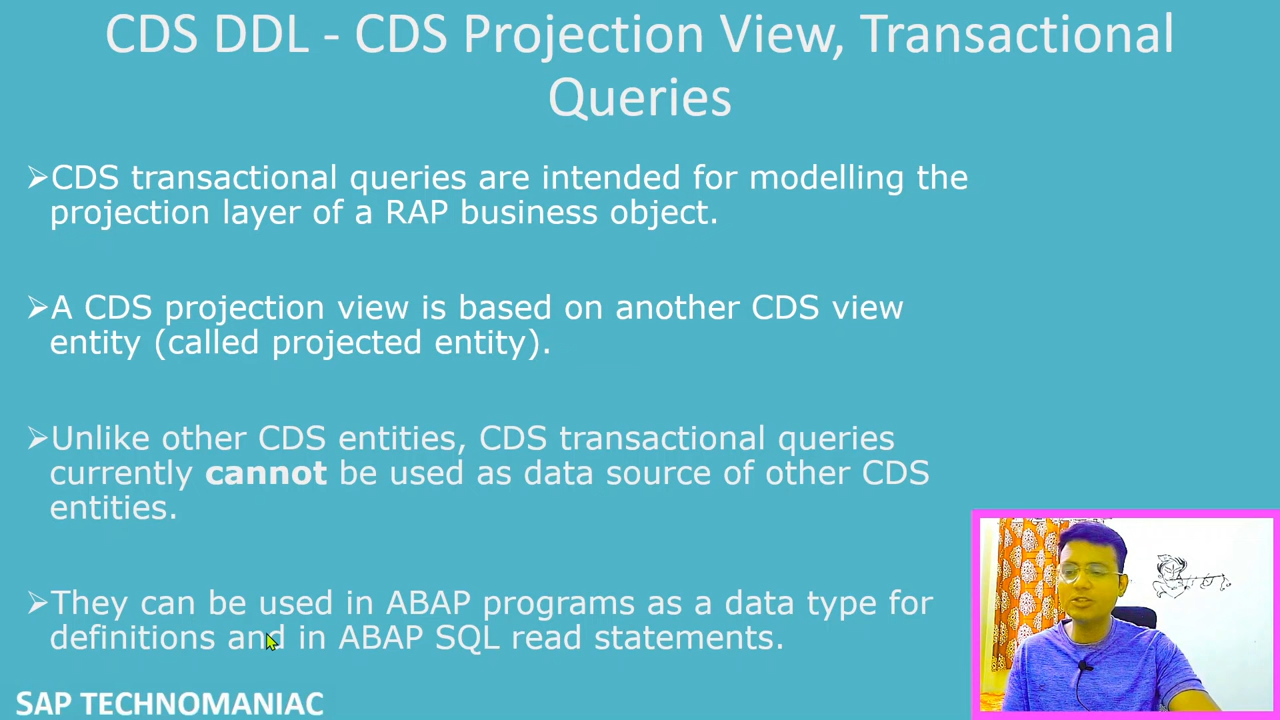 CDS DDL - CDS Projection View, Transactional
Queries
➢CDS transactional queries are intended for modelling the
projection layer of a RAP business object.
➢A CDS projection view is based on another CDS view
entity (called projected entity).
➢Unlike other CDS entities, CDS transactional queries
currently cannot be used as data source of other CDS
entities.
➢They can be used in ABAP programs as a data type for
definitions and in ABAP SQL read statements.
SAP TECHNOMANIAC